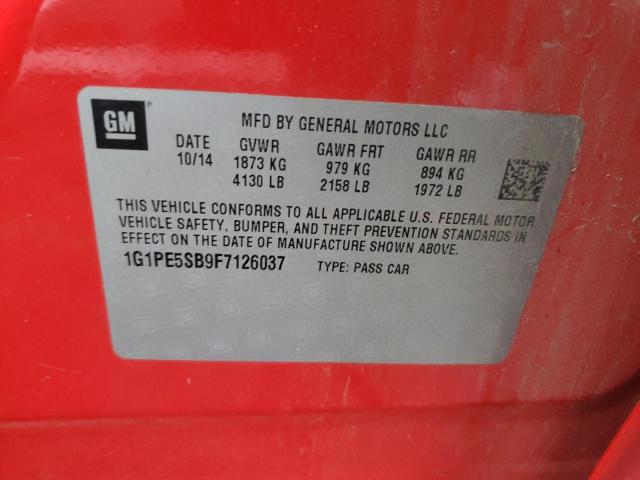 GM
MFD BY GENERAL MOTORS LLC
DATE GVWR GAWR FRT GAWR RR
10/14 1873 KG 979 KG 894 KG
4130 LB 2158 LB 1972 LB
THIS VEHICLE CONFORMS TO ALL APPLICABLE U.S. FEDERAL MOTOR
VEHICLE SAFETY, BUMPER, AND THEFT PREVENTION STANDARDS IN
EFFECT ON THE DATE OF MANUFACTURE SHOWN ABOVE.
1G1PE5SB9F7126037 TYPE: PASS CAR